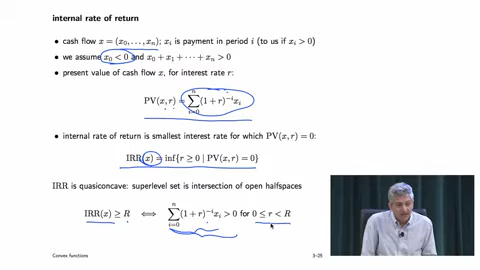 internal rate of return
• cash flow x = (x₀, . . . , xₙ); xᵢ is payment in period i (to us if xᵢ > 0)
• we assume x₀ < 0 and x₀ + x₁ + · · · + xₙ > 0
• present value of cash flow x, for interest rate r:
PV(x, r) = ∑ᵢ₌₀ⁿ (1 + r)⁻ⁱxᵢ
• internal rate of return is smallest interest rate for which PV(x, r) = 0:
IRR(x) = inf{r ≥ 0 | PV(x, r) = 0}
IRR is quasiconcave: superlevel set is intersection of open halfspaces
IRR(x) ≥ R ⟺ ∑ᵢ₌₀ⁿ (1 + r)⁻ⁱxᵢ > 0 for 0 ≤ r < R
Convex functions 3–25